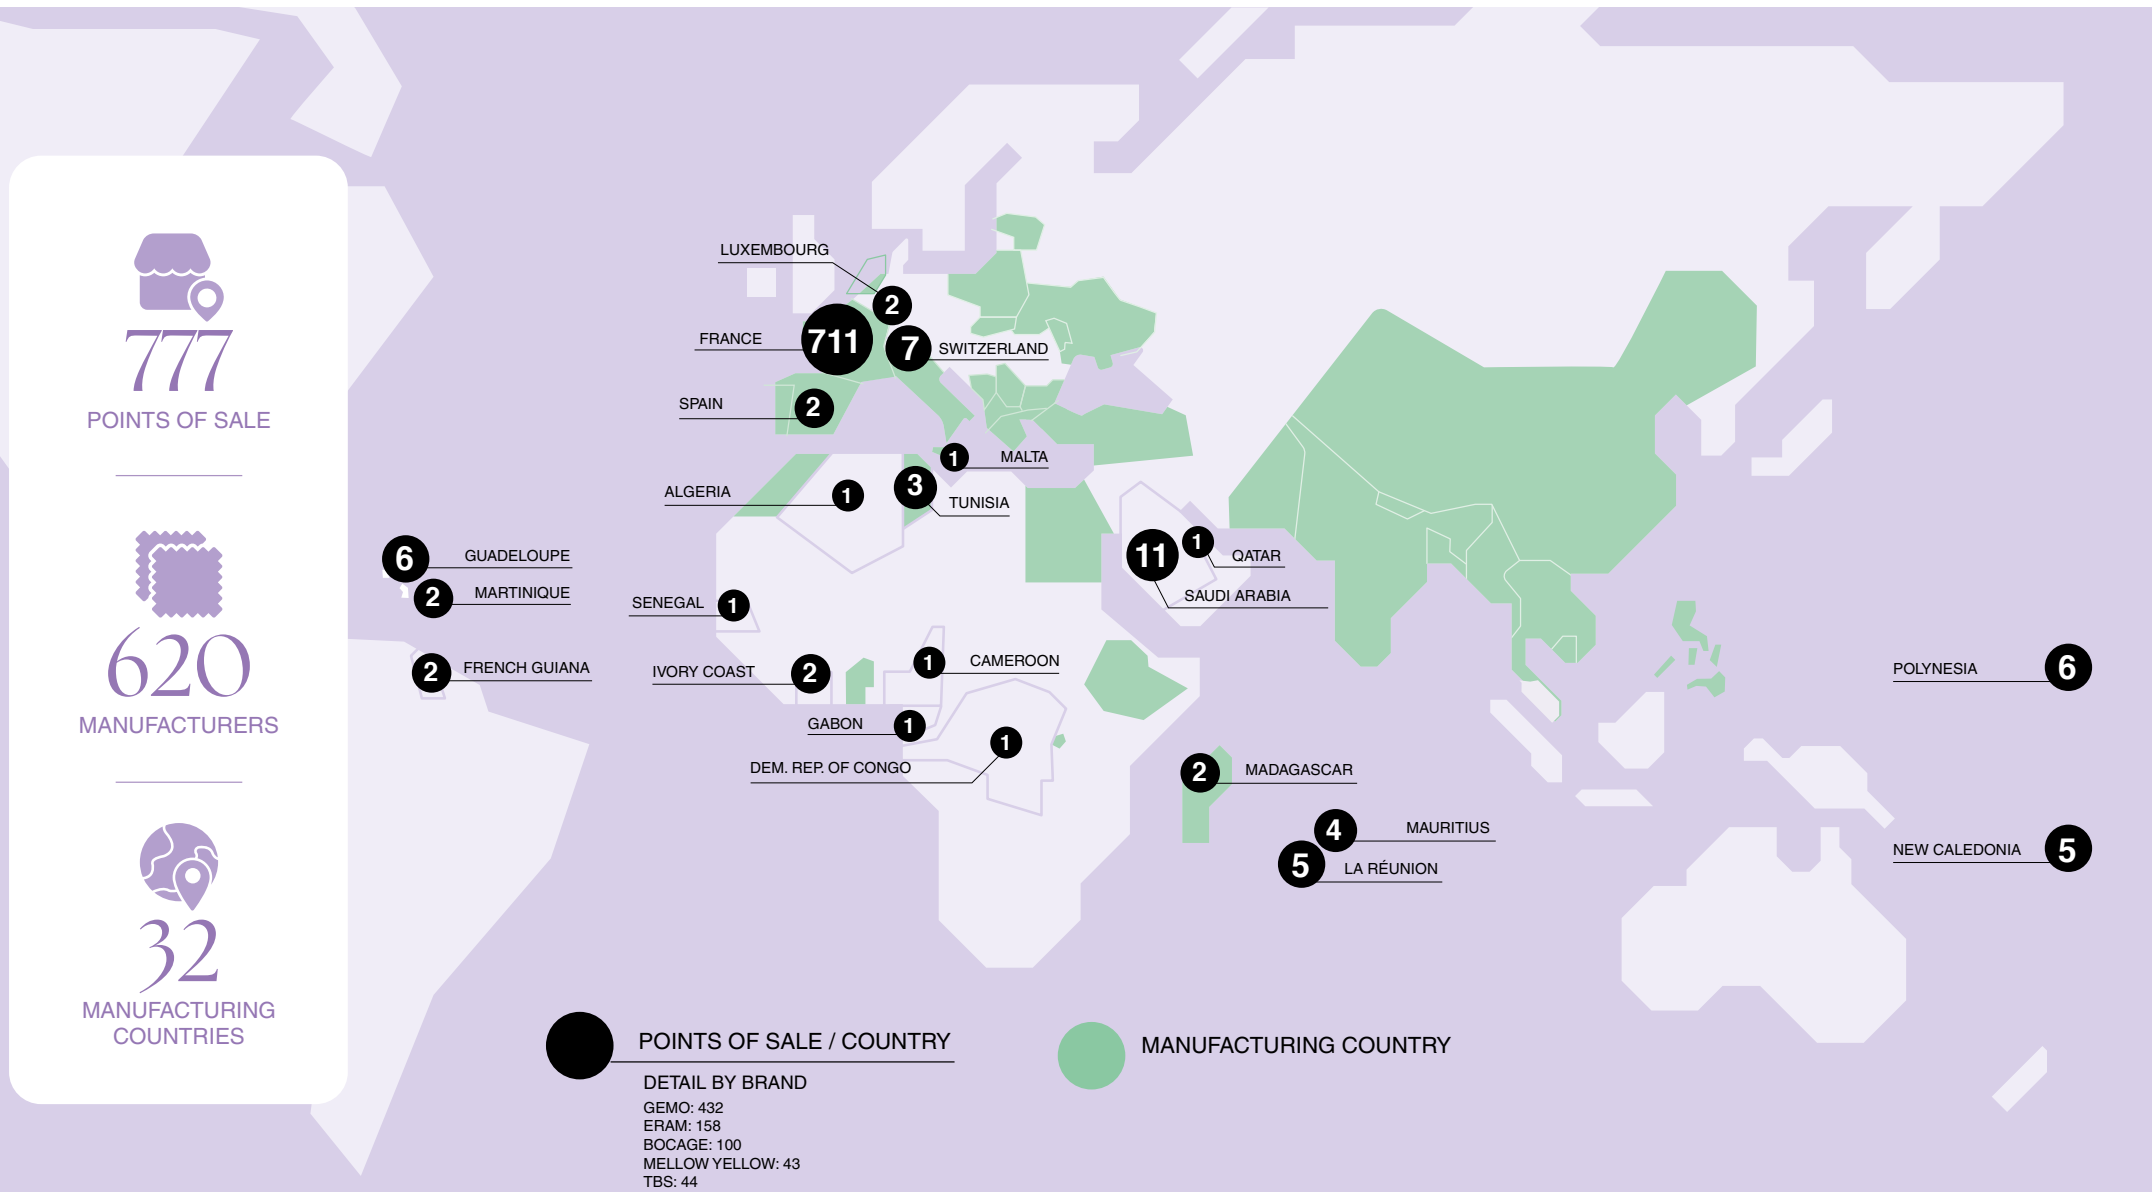 777
POINTS OF SALE
620
MANUFACTURERS
32
MANUFACTURING
COUNTRIES
LUXEMBOURG
2
FRANCE
711
7
SWITZERLAND
SPAIN
2
1
MALTA
ALGERIA
1
3
TUNISIA
6
GUADELOUPE
2
MARTINIQUE
2
FRENCH GUIANA
SENEGAL
1
IVORY COAST
2
1
CAMEROON
GABON
1
DEM. REP. OF CONGO
1
11
SAUDI ARABIA
1
QATAR
2
MADAGASCAR
4
MAURITIUS
5
LA RÉUNION
POLYNESIA
6
NEW CALEDONIA
5
POINTS OF SALE / COUNTRY
DETAIL BY BRAND
GEMO: 432
ERAM: 158
BOCAGE: 100
MELLOW YELLOW: 43
TBS: 44
MANUFACTURING COUNTRY